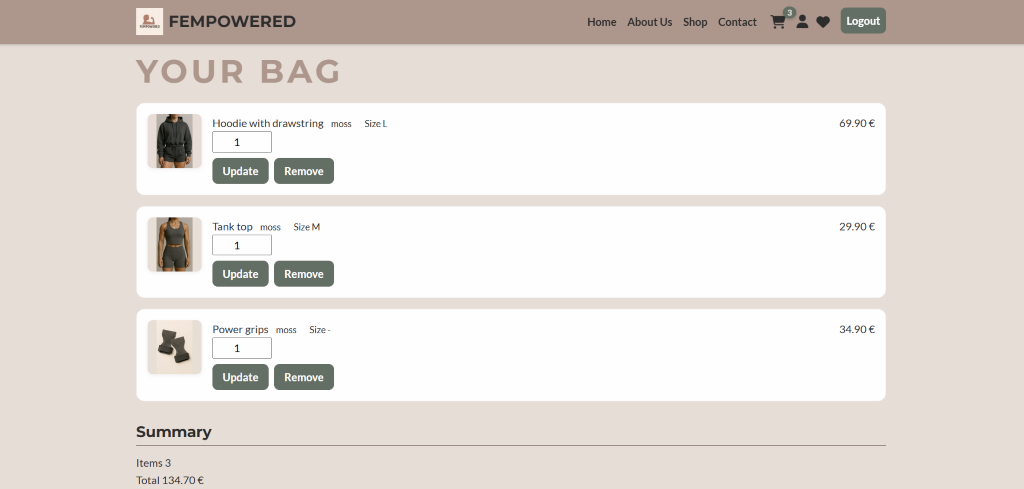 FEMPOWERED
Home About Us Shop Contact 3 Logout
YOUR BAG
Hoodie with drawstring moss Size L 69.90 €
1
Update Remove
Tank top moss Size M 29.90 €
1
Update Remove
Power grips moss Size - 34.90 €
1
Update Remove
Summary
Items 3
Total 134.70 €